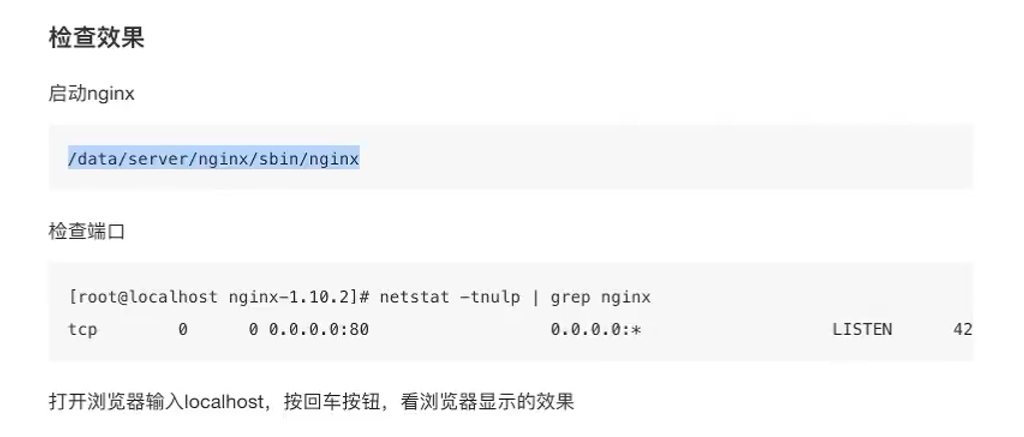 检查效果
启动nginx
/data/server/nginx/sbin/nginx
检查端口
[root@localhost nginx-1.10.2]# netstat -tnulp | grep nginx
tcp        0      0 0.0.0.0:80                  0.0.0.0:*                   LISTEN      42
打开浏览器输入localhost，按回车按钮，看浏览器显示的效果